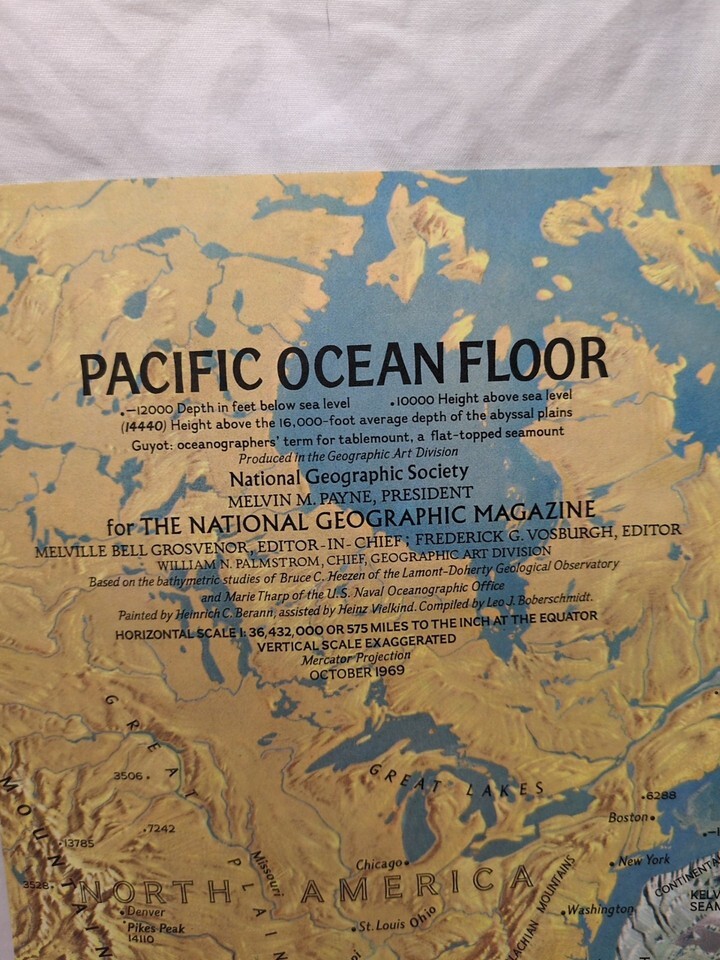 PACIFIC OCEAN FLOOR
.–12000 Depth in feet below sea level .10000 Height above sea level
(14440) Height above the 16,000-foot average depth of the abyssal plains
Guyot: oceanographers' term for tablemount, a flat-topped seamount
Produced in the Geographic Art Division
National Geographic Society
MELVIN M. PAYNE, PRESIDENT
for THE NATIONAL GEOGRAPHIC MAGAZINE
MELVILLE BELL GROSVENOR, EDITOR-IN-CHIEF; FREDERICK G. VOSBURGH, EDITOR
WILLIAM N. PALMSTROM, CHIEF, GEOGRAPHIC ART DIVISION
Based on the bathymetric studies of Bruce C. Heezen of the Lamont-Doherty Geological Observatory
and Marie Tharp of the U.S. Naval Oceanographic Office
Painted by Heinrich C. Berann, assisted by Heinz Vielkind. Compiled by Leo J. Boberschmidt.
HORIZONTAL SCALE 1: 36,432,000 OR 575 MILES TO THE INCH AT THE EQUATOR
VERTICAL SCALE EXAGGERATED
Mercator Projection
OCTOBER 1969
GREAT PLAIN
3506.
GREAT LAKES
.6288
Boston
MOUNTAIN
.7242
.13785
Missouri
Chicago
New York
3528.
NORTH AMERICA
CONTINENTA
KELV
SEAM
Denver
Pikes Peak
14110
St. Louis
Ohio
LACHIAN MOUNTAINS
Washington